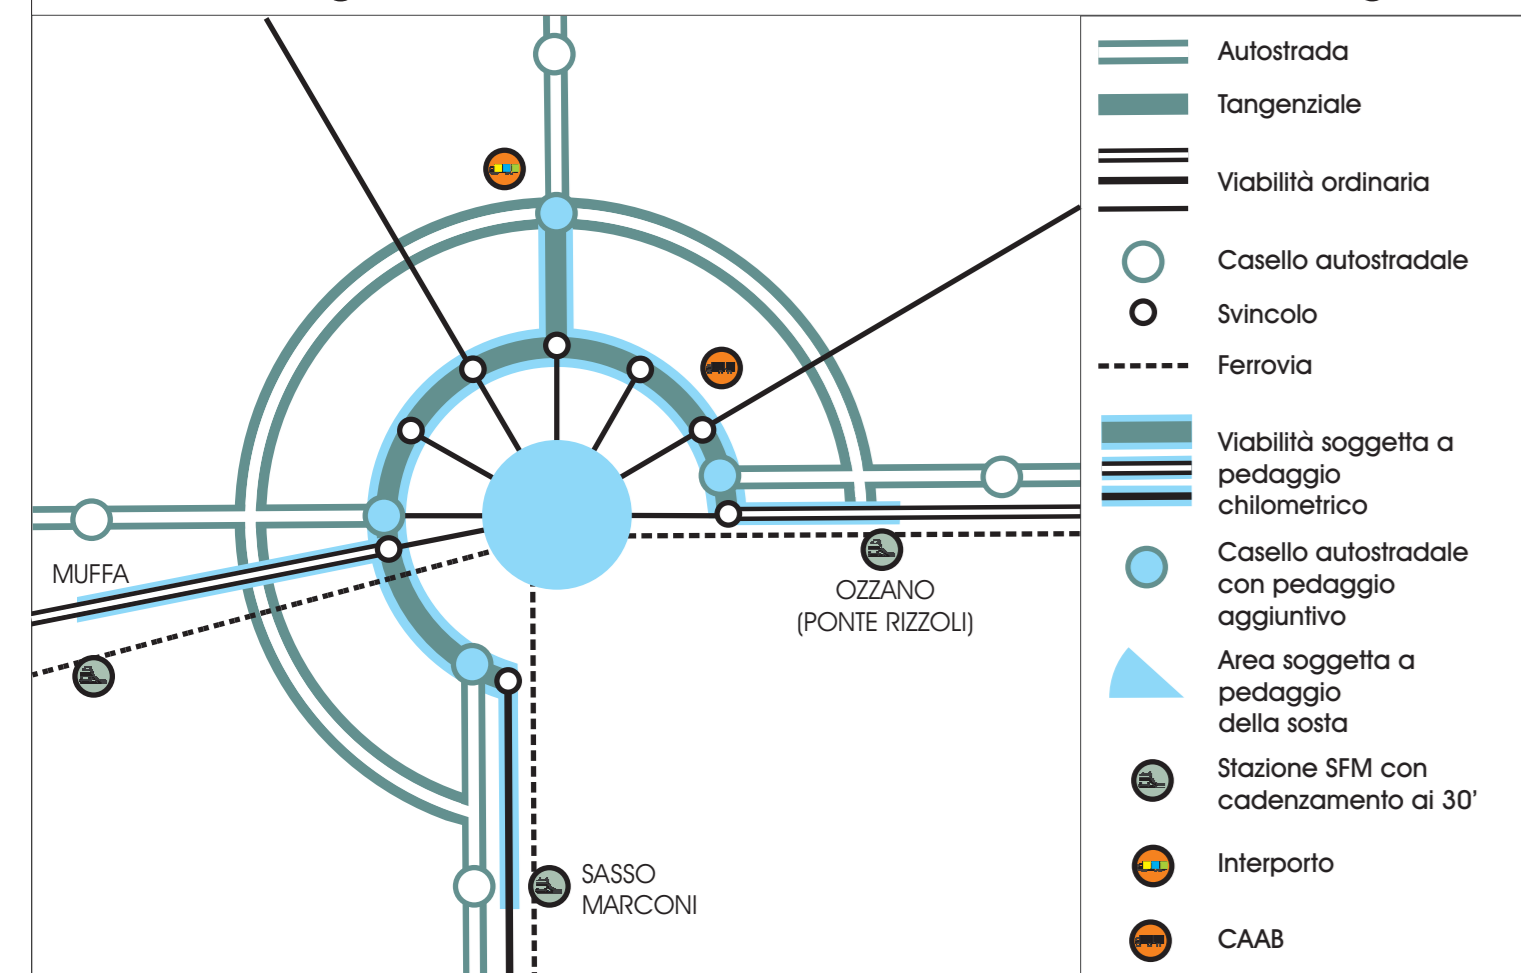 MUFFA
OZZANO
(PONTE RIZZOLI)
SASSO
MARCONI
Autostrada
Tangenziale
Viabilità ordinaria
Casello autostradale
Svincolo
Ferrovia
Viabilità soggetta a
pedaggio
chilometrico
Casello autostradale
con pedaggio
aggiuntivo
Area soggetta a
pedaggio
della sosta
Stazione SFM con
cadenzamento ai 30’
Interporto
CAAB